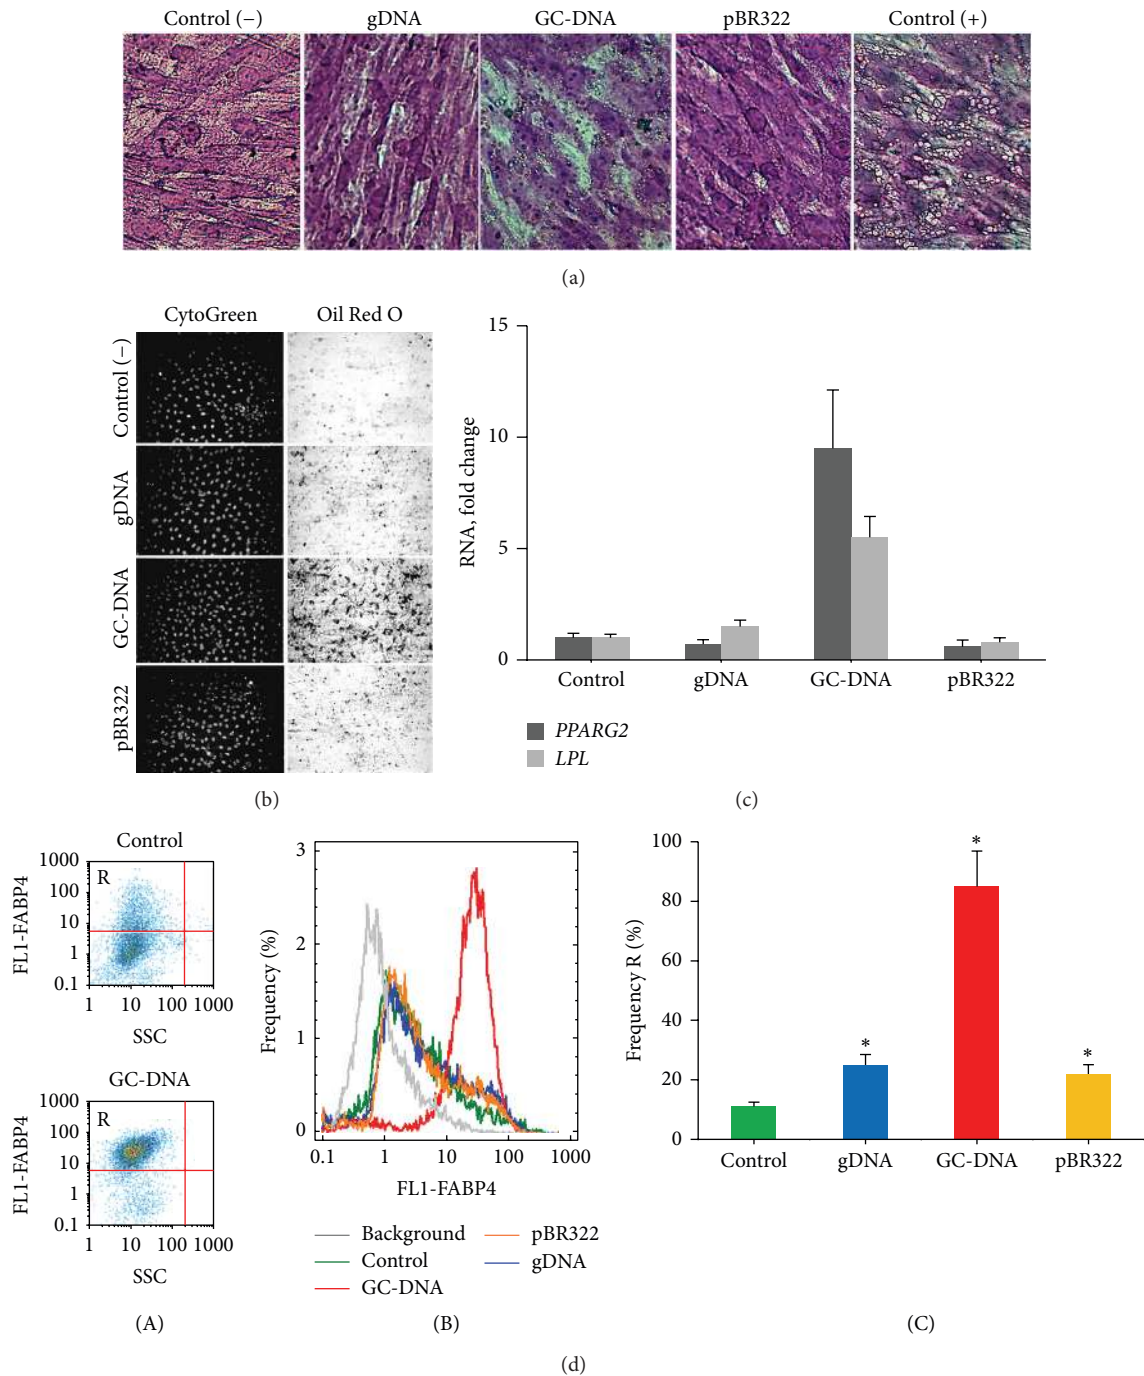 Control (−) gDNA GC-DNA pBR322 Control (+)
(a)
CytoGreen Oil Red O
Control (−)
gDNA
GC-DNA
pBR322
(b)
15
10
5
0
RNA, fold change
Control gDNA GC-DNA pBR322
PPARG2
LPL
(c)
Control
R
1000
100
10
1
0.1
FL1-FABP4
1 10 100 1000
SSC
GC-DNA
R
1000
100
10
1
0.1
FL1-FABP4
1 10 100 1000
SSC
(A)
3
2
1
0
Frequency (%)
0.1 1 10 100 1000
FL1-FABP4
Background
Control
GC-DNA
pBR322
gDNA
(B)
100
80
60
40
20
0
Frequency R (%)
* * *
Control gDNA GC-DNA pBR322
(C)
(d)